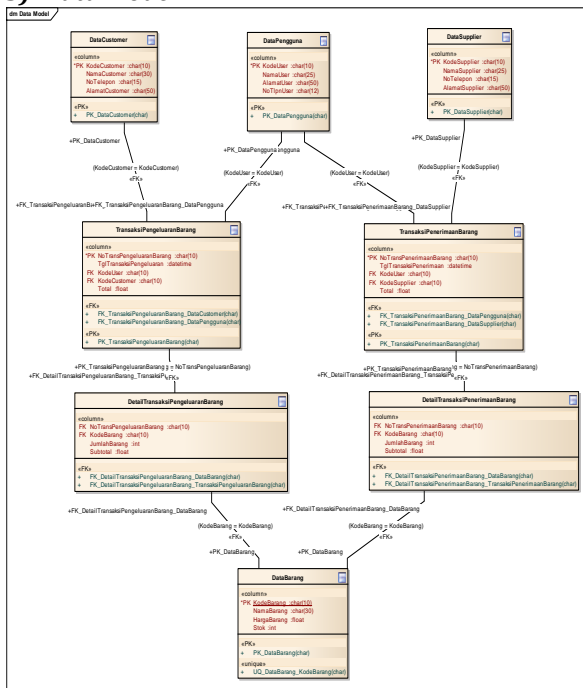 dm Data Model
DataCustomer
«column»
*PK KodeCustomer :char(10)
NamaCustomer :char(30)
NoTelepon :char(15)
AlamatCustomer :char(50)
«PK»
+ PK_DataCustomer(char)
DataPengguna
«column»
*PK KodeUser :char(10)
NamaUser :char(25)
AlamatUser :char(50)
NoTlpnUser :char(12)
«PK»
+ PK_DataPengguna(char)
DataSupplier
«column»
*PK KodeSupplier :char(10)
NamaSupplier :char(25)
NoTelepon :char(15)
AlamatSupplier :char(50)
«PK»
+ PK_DataSupplier(char)
+PK_DataCustomer
+PK_DataPengguna
+PK_DataSupplier
(KodeCustomer = KodeCustomer)
«FK»
(KodeUser = KodeUser)
«FK»
(KodeUser = KodeUser)
«FK»
(KodeSupplier = KodeSupplier)
«FK»
+FK_TransaksiPengeluaranBarang_DataPengguna
+FK_TransaksiPenerimaanBarang_DataSupplier
TransaksiPengeluaranBarang
«column»
*PK NoTransPengeluaranBarang :char(10)
TglTransaksiPengeluaran :datetime
FK KodeUser :char(10)
FK KodeCustomer :char(10)
Total :float
«FK»
+ FK_TransaksiPengeluaranBarang_DataCustomer(char)
+ FK_TransaksiPengeluaranBarang_DataPengguna(char)
«PK»
+ PK_TransaksiPengeluaranBarang(char)
TransaksiPenerimaanBarang
«column»
*PK NoTransPenerimaanBarang :char(10)
TglTransaksiPenerimaan :datetime
FK KodeUser :char(10)
FK KodeSupplier :char(10)
Total :float
«FK»
+ FK_TransaksiPenerimaanBarang_DataPengguna(char)
+ FK_TransaksiPenerimaanBarang_DataSupplier(char)
«PK»
+ PK_TransaksiPenerimaanBarang(char)
+PK_TransaksiPengeluaranBarang = NoTransPengeluaranBarang)
+FK_DetailTransaksiPengeluaranBarang_TransaksiPe
«FK»
+PK_TransaksiPenerimaanBarang = NoTransPenerimaanBarang)
+FK_DetailTransaksiPenerimaanBarang_TransaksiPe
«FK»
DetailTransaksiPengeluaranBarang
«column»
FK NoTransPengeluaranBarang :char(10)
FK KodeBarang :char(10)
JumlahBarang :int
Subtotal :float
«FK»
+ FK_DetailTransaksiPengeluaranBarang_DataBarang(char)
+ FK_DetailTransaksiPengeluaranBarang_TransaksiPengeluaranBarang(char)
DetailTransaksiPenerimaanBarang
«column»
FK NoTransPenerimaanBarang :char(10)
FK KodeBarang :char(10)
JumlahBarang :int
Subtotal :float
«FK»
+ FK_DetailTransaksiPenerimaanBarang_DataBarang(char)
+ FK_DetailTransaksiPenerimaanBarang_TransaksiPenerimaanBarang(char)
+FK_DetailTransaksiPengeluaranBarang_DataBarang
+FK_DetailTransaksiPenerimaanBarang_DataBarang
(KodeBarang = KodeBarang)
«FK»
(KodeBarang = KodeBarang)
«FK»
+PK_DataBarang
+PK_DataBarang
DataBarang
«column»
*PK KodeBarang :char(10)
NamaBarang :char(30)
HargaBarang :float
Stok :int
«PK»
+ PK_DataBarang(char)
«unique»
+ UQ_DataBarang_KodeBarang(char)